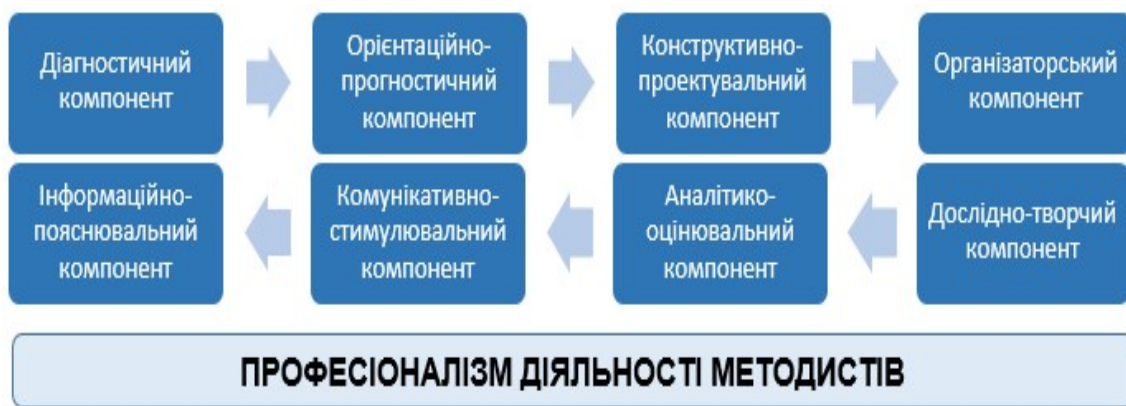 Діагностичний
компонент
Орієнтаційно-
прогностичний
компонент
Конструктивно-
проектувальний
компонент
Організаторський
компонент
Інформаційно-
пояснювальний
компонент
Комунікативно-
стимулювальний
компонент
Аналітико-
оцінювальний
компонент
Дослідно-творчий
компонент
ПРОФЕСІОНАЛІЗМ ДІЯЛЬНОСТІ МЕТОДИСТІВ